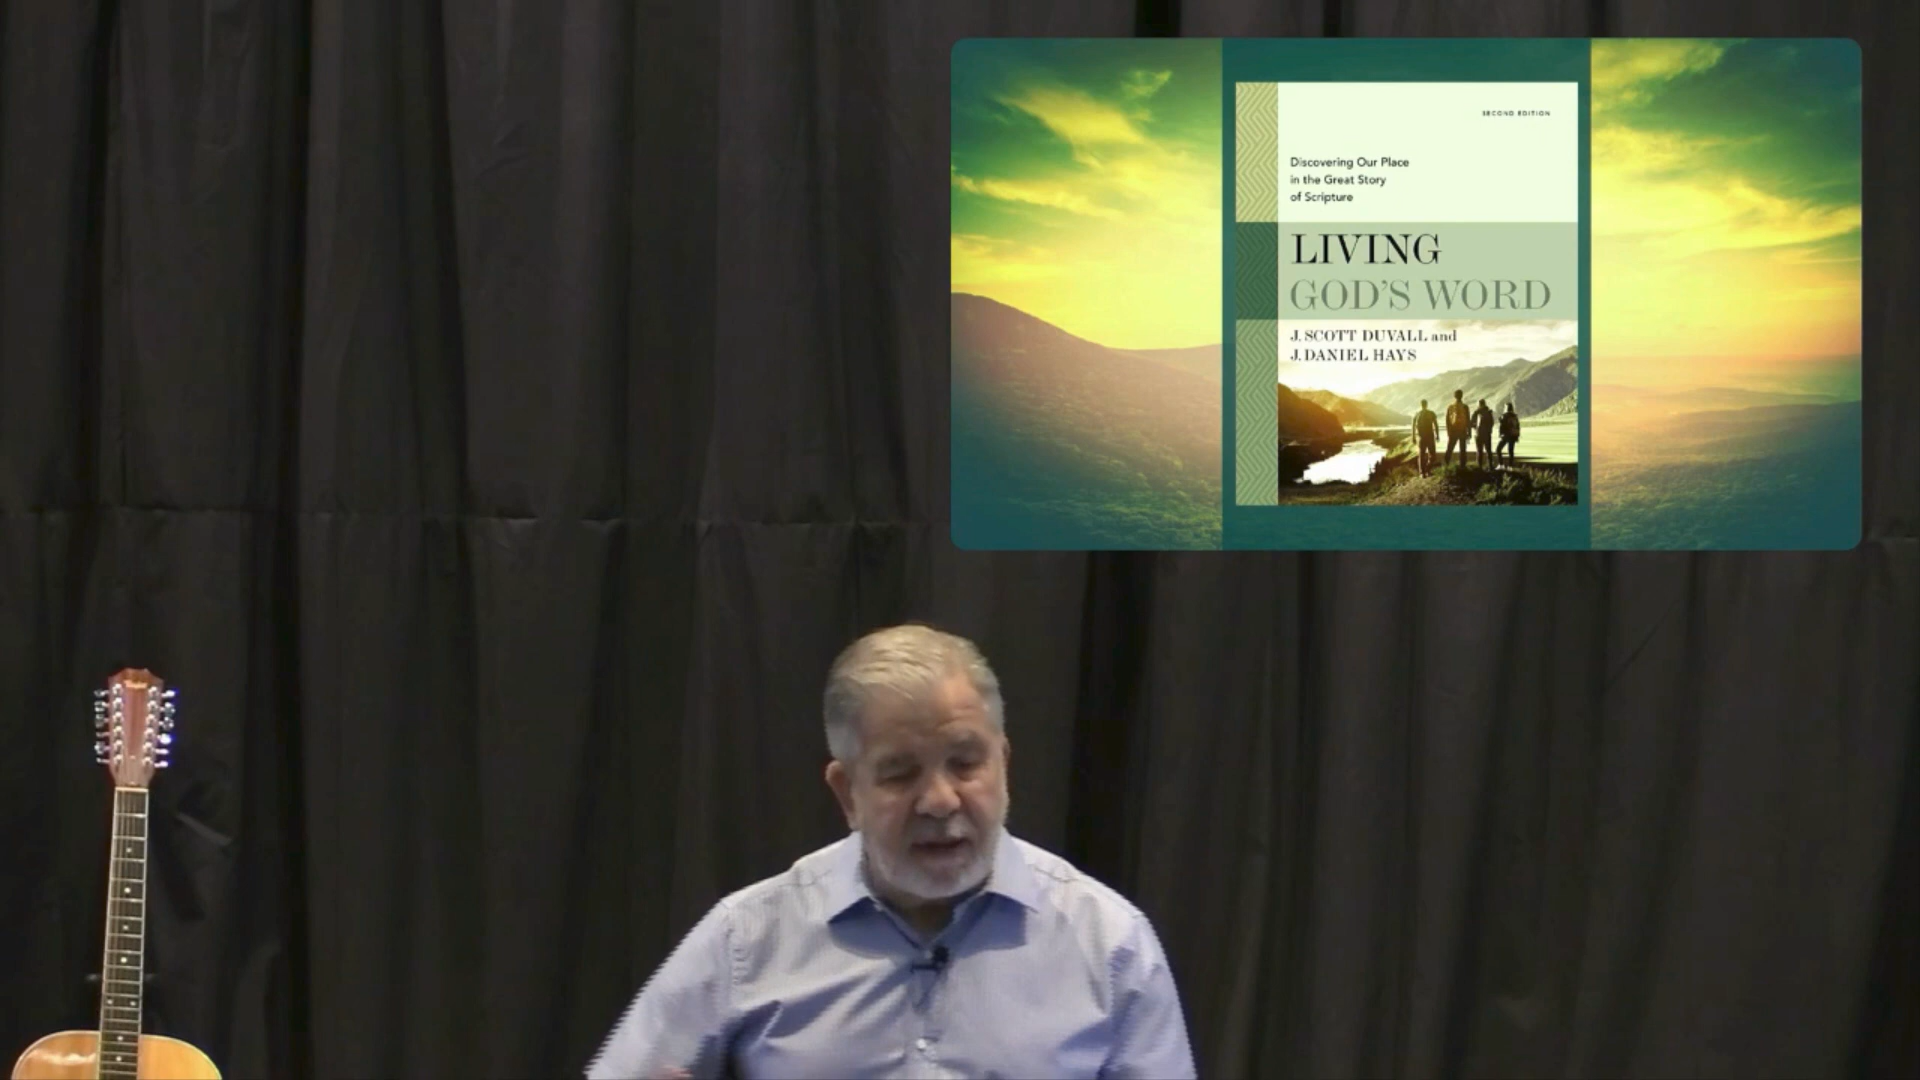 SECOND EDITION
Discovering Our Place
in the Great Story
of Scripture
LIVING
GOD'S WORD
J. SCOTT DUVALL and
J. DANIEL HAYS